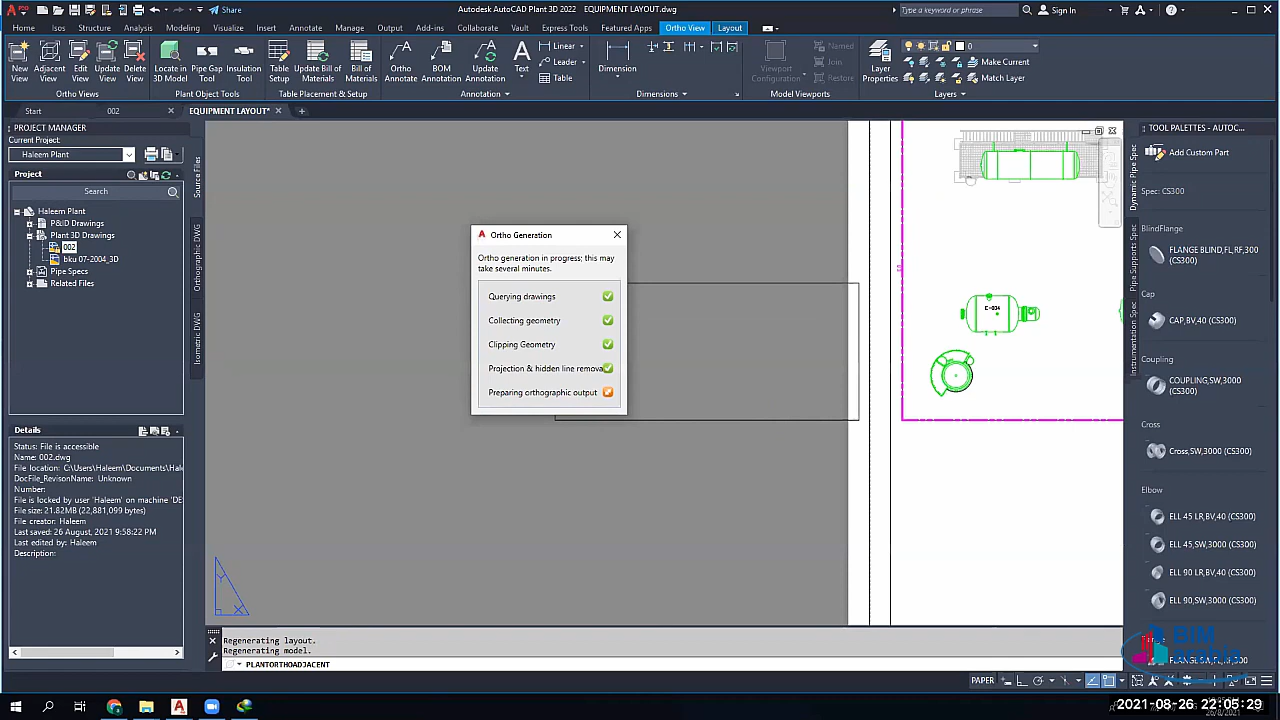 Share
Autodesk AutoCAD Plant 3D 2022 EQUIPMENT LAYOUT.dwg
Type a keyword or phrase
Sign In
Home Isos Structure Analysis Modeling Visualize Insert Annotate Manage Output Add-ins Collaborate Vault Express Tools Featured Apps Ortho View Layout
New View
Adjacent View
Edit View
Update View
Delete View
Locate in 3D Model
Pipe Gap Tool
Insulation Tool
Table Setup
Update Bill of Materials
Bill of Materials
Ortho Annotate
BOM Annotation
Update Annotation
Text
Linear
Leader
Table
Dimension
Viewport Configuration
Named
Join
Restore
Layer Properties
0
Make Current
Match Layer
Ortho Views
Plant Object Tools
Table Placement & Setup
Annotation
Dimensions
Model Viewports
Layers
Start
002
EQUIPMENT LAYOUT*
PROJECT MANAGER
Current Project:
Haleem Plant
Project
Search
Haleem Plant
P&ID Drawings
Plant 3D Drawings
002
bku 07-2004_3D
Pipe Specs
Related Files
Source Files
Orthographic DWG
Isometric DWG
Details
Status: File is accessible
Name: 002.dwg
File location: C:\Users\Haleem\Documents\Hal
DocFile_RevisonName: Unknown
Number:
File is locked by user 'Haleem' on machine 'DE
File size: 21.82MB (22,881,099 bytes)
File creator: Haleem
Last saved: 26 August, 2021 9:58:22 PM
Last edited by: Haleem
Description:
Ortho Generation
Ortho generation in progress; this may
take several minutes.
Querying drawings
Collecting geometry
Clipping Geometry
Projection & hidden line remova
Preparing orthographic output
Y
X
Regenerating layout.
Regenerating model.
PLANTORTHOADJACENT
TOOL PALETTES - AUTOC...
Dynamic Pipe Spec
Pipe Supports Spec
Instrumentation Spec
Add Custom Part
Spec: CS300
BlindFlange
FLANGE BLIND,FL,RF,300
(CS300)
Cap
CAP,BV,40 (CS300)
Coupling
COUPLING,SW,3000
(CS300)
Cross
Cross,SW,3000 (CS300)
Elbow
ELL 45 LR,BV,40 (CS300)
ELL 45,SW,3000 (CS300)
ELL 90 LR,BV,40 (CS300)
ELL 90,SW,3000 (CS300)
BIM
arabia
PAPER
2021-08-26 22:05:29